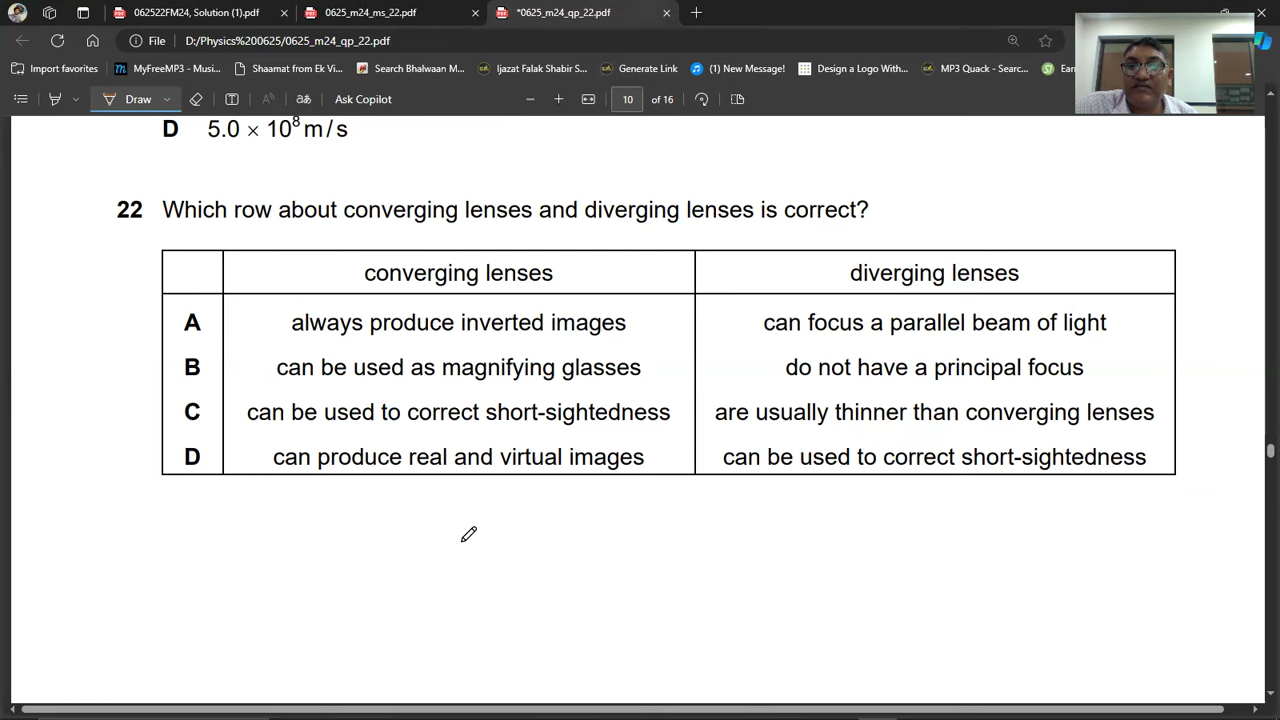 062522FM24, Solution (1).pdf
0625_m24_ms_22.pdf
*0625_m24_qp_22.pdf
File D:/Physics%200625/0625_m24_qp_22.pdf
Import favorites MyFreeMP3 - Musi... Shaamat from Ek Vi... Search Bhalwaan M... Ijazat Falak Shabir S... Generate Link (1) New Message! Design a Logo With... MP3 Quack - Searc... Earn
Draw Ask Copilot 10 of 16
D 5.0 × 10⁸ m / s
22 Which row about converging lenses and diverging lenses is correct?
converging lenses diverging lenses
A always produce inverted images can focus a parallel beam of light
B can be used as magnifying glasses do not have a principal focus
C can be used to correct short-sightedness are usually thinner than converging lenses
D can produce real and virtual images can be used to correct short-sightedness